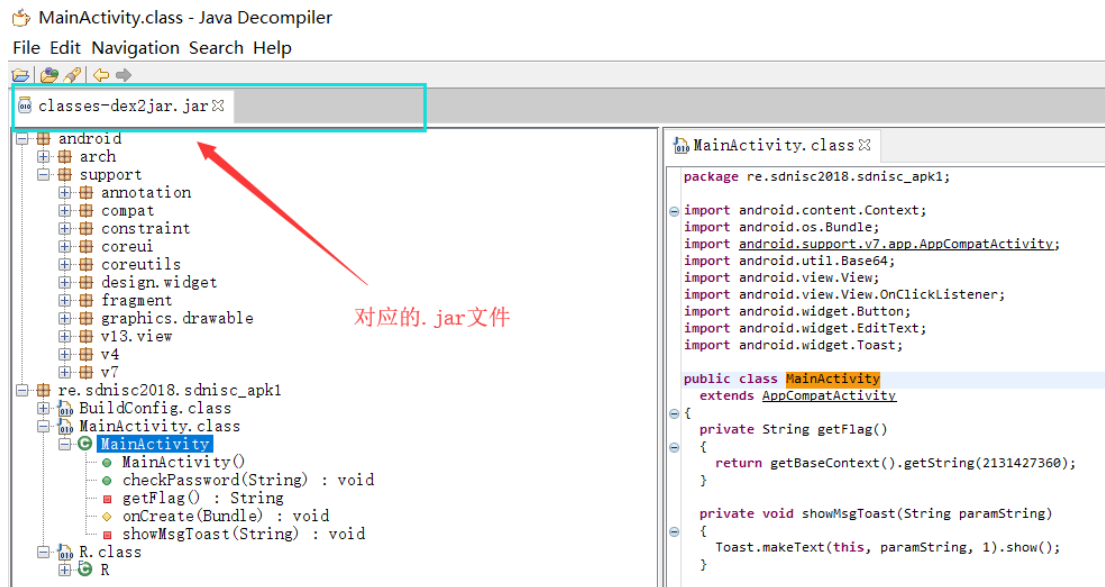 MainActivity.class - Java Decompiler
File Edit Navigation Search Help
classes-dex2jar.jar
android
arch
support
annotation
compat
constraint
coreui
coreutils
design.widget
fragment
graphics.drawable
v13.view
v4
v7
re.sdnisc2018.sdnisc_apk1
BuildConfig.class
MainActivity.class
MainActivity
MainActivity()
checkPassword(String) : void
getFlag() : String
onCreate(Bundle) : void
showMsgToast(String) : void
R.class
R
对应的.jar文件
MainActivity.class
package re.sdnisc2018.sdnisc_apk1;
import android.content.Context;
import android.os.Bundle;
import android.support.v7.app.AppCompatActivity;
import android.util.Base64;
import android.view.View;
import android.view.View.OnClickListener;
import android.widget.Button;
import android.widget.EditText;
import android.widget.Toast;
public class MainActivity
extends AppCompatActivity
{
private String getFlag()
{
return getBaseContext().getString(2131427360);
}
private void showMsgToast(String paramString)
{
Toast.makeText(this, paramString, 1).show();
}